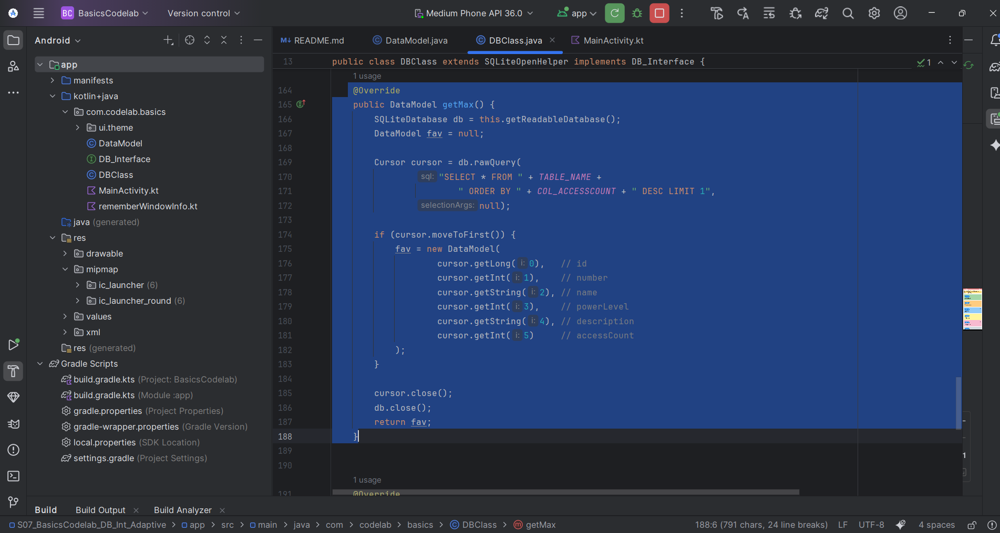 BC BasicsCodelab Version control Medium Phone API 36.0 app
Android
README.md DataModel.java DBClass.java MainActivity.kt
app
manifests
kotlin+java
com.codelab.basics
ui.theme
DataModel
DB_Interface
DBClass
MainActivity.kt
rememberWindowInfo.kt
java (generated)
res
drawable
mipmap
ic_launcher (6)
ic_launcher_round (6)
values
xml
res (generated)
Gradle Scripts
build.gradle.kts (Project: BasicsCodelab)
build.gradle.kts (Module :app)
gradle.properties (Project Properties)
gradle-wrapper.properties (Gradle Version)
local.properties (SDK Location)
settings.gradle (Project Settings)
13 public class DBClass extends SQLiteOpenHelper implements DB_Interface { 1
1 usage
164 @Override
165 public DataModel getMax() {
166 SQLiteDatabase db = this.getReadableDatabase();
167 DataModel fav = null;
168
169 Cursor cursor = db.rawQuery(
170 sql: "SELECT * FROM " + TABLE_NAME +
171 " ORDER BY " + COL_ACCESSCOUNT + " DESC LIMIT 1",
172 selectionArgs: null);
173
174 if (cursor.moveToFirst()) {
175 fav = new DataModel(
176 cursor.getLong( i: 0), // id
177 cursor.getInt( i: 1), // number
178 cursor.getString( i: 2), // name
179 cursor.getInt( i: 3), // powerLevel
180 cursor.getString( i: 4), // description
181 cursor.getInt( i: 5) // accessCount
182 );
183 }
184
185 cursor.close();
186 db.close();
187 return fav;
188 }
189
190
1 usage
191 @Override
Build Build Output Build Analyzer
S07_BasicsCodelab_DB_Int_Adaptive > app > src > main > java > com > codelab > basics > DBClass > getMax 188:6 (791 chars, 24 line breaks) LF UTF-8 4 spaces